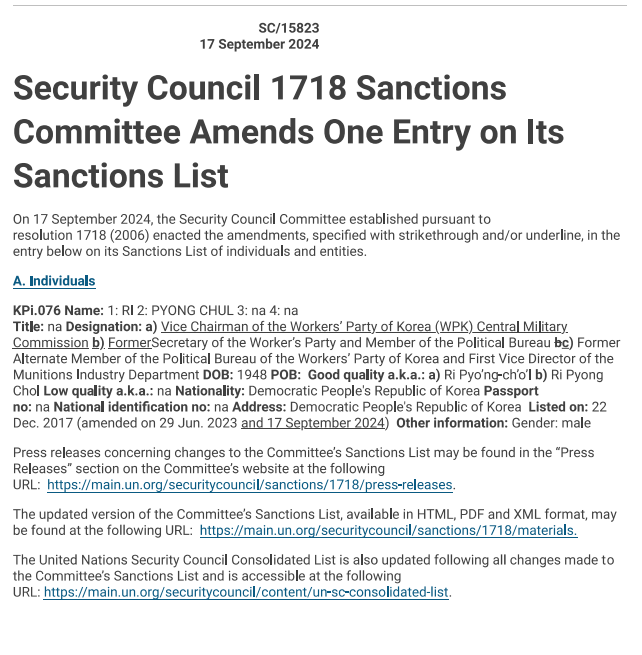 SC/15823
17 September 2024
Security Council 1718 Sanctions
Committee Amends One Entry on Its
Sanctions List
On 17 September 2024, the Security Council Committee established pursuant to
resolution 1718 (2006) enacted the amendments, specified with strikethrough and/or underline, in the
entry below on its Sanctions List of individuals and entities.
A. Individuals
KPi.076 Name: 1: RI 2: PYONG CHUL 3: na 4: na
Title: na Designation: a) Vice Chairman of the Workers’ Party of Korea (WPK) Central Military
Commission b) FormerSecretary of the Worker’s Party and Member of the Political Bureau bc) Former
Alternate Member of the Political Bureau of the Workers’ Party of Korea and First Vice Director of the
Munitions Industry Department DOB: 1948 POB: Good quality a.k.a.: a) Ri Pyo’ng-ch’o’l b) Ri Pyong
Chol Low quality a.k.a.: na Nationality: Democratic People's Republic of Korea Passport
no: na National identification no: na Address: Democratic People's Republic of Korea Listed on: 22
Dec. 2017 (amended on 29 Jun. 2023 and 17 September 2024) Other information: Gender: male
Press releases concerning changes to the Committee’s Sanctions List may be found in the “Press
Releases” section on the Committee’s website at the following
URL: https://main.un.org/securitycouncil/sanctions/1718/press-releases.
The updated version of the Committee’s Sanctions List, available in HTML, PDF and XML format, may
be found at the following URL: https://main.un.org/securitycouncil/sanctions/1718/materials.
The United Nations Security Council Consolidated List is also updated following all changes made to
the Committee’s Sanctions List and is accessible at the following
URL: https://main.un.org/securitycouncil/content/un-sc-consolidated-list.